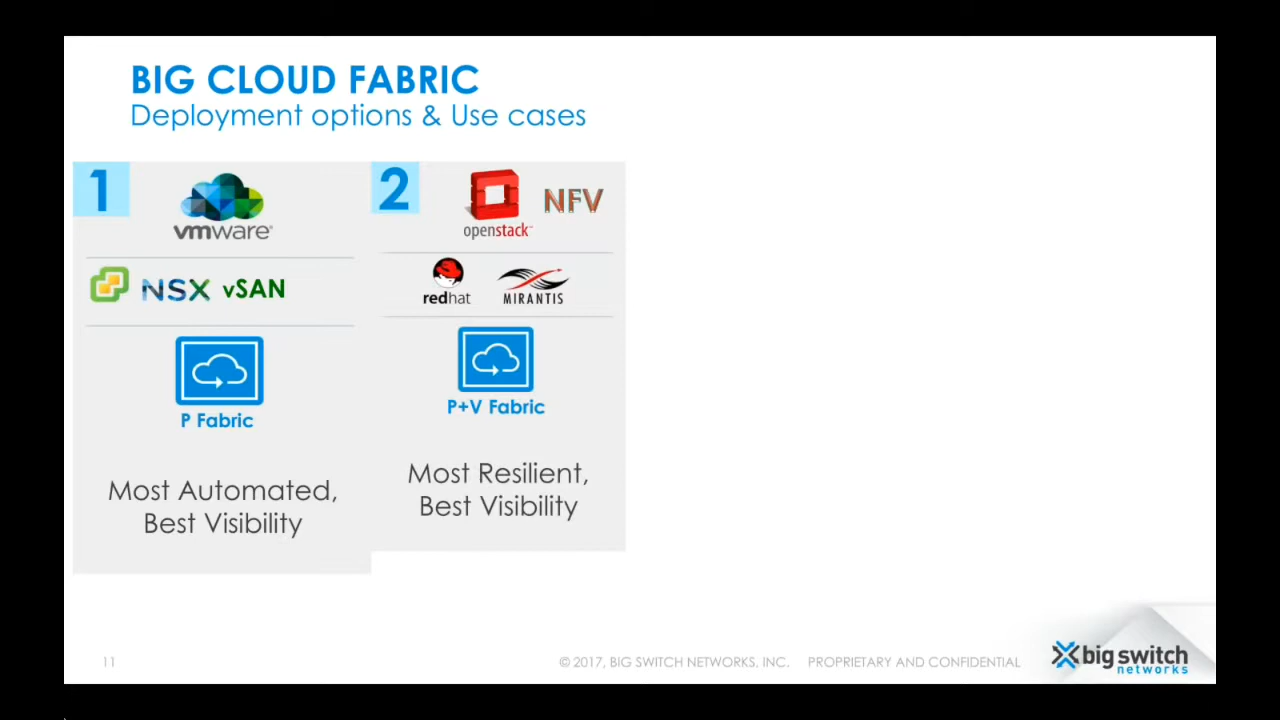 BIG CLOUD FABRIC
Deployment options & Use cases
1
vmware
NSX vSAN
P Fabric
Most Automated,
Best Visibility
2
openstack™
NFV
redhat
MIRANTIS
P+V Fabric
Most Resilient,
Best Visibility
11
© 2017, BIG SWITCH NETWORKS, INC. PROPRIETARY AND CONFIDENTIAL
big switch
networks